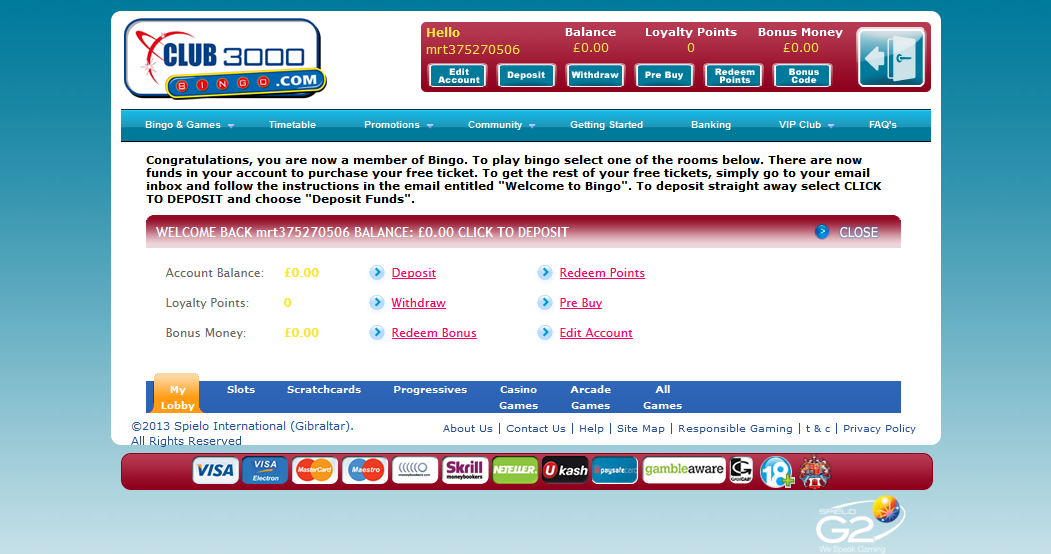 CLUB 3000
BINGO.COM
Hello
mrt375270506
Balance
£0.00
Loyalty Points
0
Bonus Money
£0.00
Edit Account
Deposit
Withdraw
Pre Buy
Redeem Points
Bonus Code
Bingo & Games
Timetable
Promotions
Community
Getting Started
Banking
VIP Club
FAQ's
Congratulations, you are now a member of Bingo. To play bingo select one of the rooms below. There are now
funds in your account to purchase your free ticket. To get the rest of your free tickets, simply go to your email
inbox and follow the instructions in the email entitled "Welcome to Bingo". To deposit straight away select CLICK
TO DEPOSIT and choose "Deposit Funds".
WELCOME BACK mrt375270506 BALANCE: £0.00 CLICK TO DEPOSIT
CLOSE
Account Balance: £0.00 Deposit Redeem Points
Loyalty Points: 0 Withdraw Pre Buy
Bonus Money: £0.00 Redeem Bonus Edit Account
My Lobby
Slots
Scratchcards
Progressives
Casino Games
Arcade Games
All Games
©2013 Spielo International (Gibraltar).
All Rights Reserved
About Us | Contact Us | Help | Site Map | Responsible Gaming | t & c | Privacy Policy
VISA
VISA Electron
MasterCard
Maestro
moneybookers.com
Skrill moneybookers
NETELLER
Ukash
paysafecard
gambleaware
G GAMCARE
18+
SPIELO
G2
We Speak Gaming